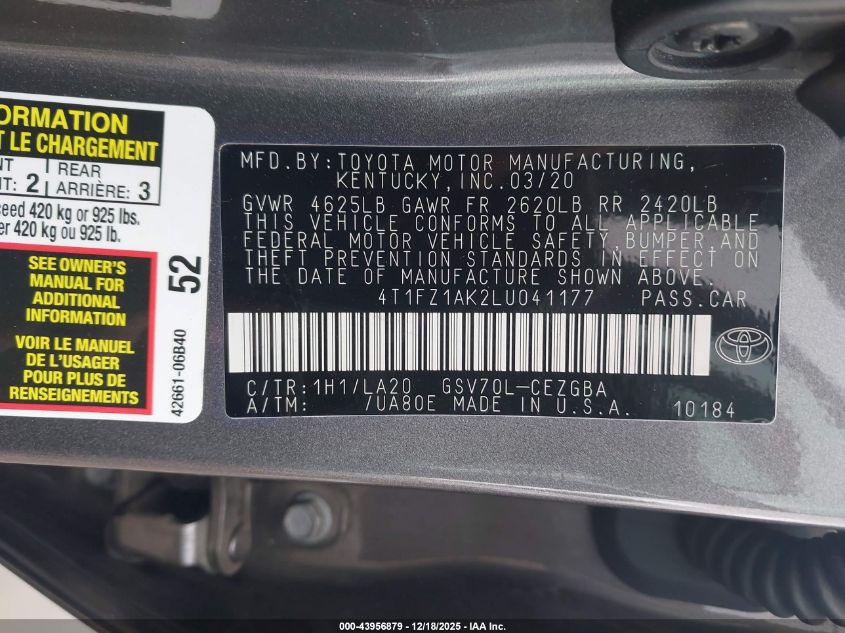 ORMATION
T LE CHARGEMENT
NT
T: 2
REAR
ARRIÈRE: 3
ceed 420 kg or 925 lbs.
er 420 kg ou 925 lb.
SEE OWNER'S
MANUAL FOR
ADDITIONAL
INFORMATION
VOIR LE MANUEL
DE L'USAGER
POUR PLUS DE
RENSEIGNEMENTS
52
42661-06B40
MFD.BY:TOYOTA MOTOR MANUFACTURING,
KENTUCKY,INC.03/20
GVWR 4625LB GAWR FR 2620LB RR 2420LB
THIS VEHICLE CONFORMS TO ALL APPLICABLE
FEDERAL MOTOR VEHICLE SAFETY,BUMPER,AND
THEFT PREVENTION STANDARDS IN EFFECT ON
THE DATE OF MANUFACTURE SHOWN ABOVE.
4T1FZ1AK2LU041177 PASS.CAR
C/TR:1H1/LA20 GSV70L-CEZGBA
A/TM: /UA80E MADE IN U.S.A. 10184
000-43956879 - 12/18/2025 - IAA Inc.